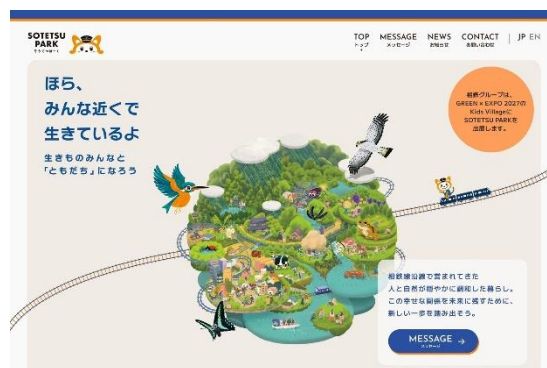 SOTETSU
PARK
そうてつぱーく
TOP MESSAGE NEWS CONTACT | JP EN
トップ メッセージ お知らせ お問い合わせ
ほら、
みんな近くで
生きているよ
生きものみんなと
「ともだち」になろう
相鉄グループは、
GREEN×EXPO 2027の
Kids Villageに
SOTETSU PARKを
出展します。
相鉄線沿線で営まれてきた
人と自然が穏やかに調和した暮らし。
この幸せな関係を未来に残すために、
新しい一歩を踏み出そう。
MESSAGE →
メッセージ